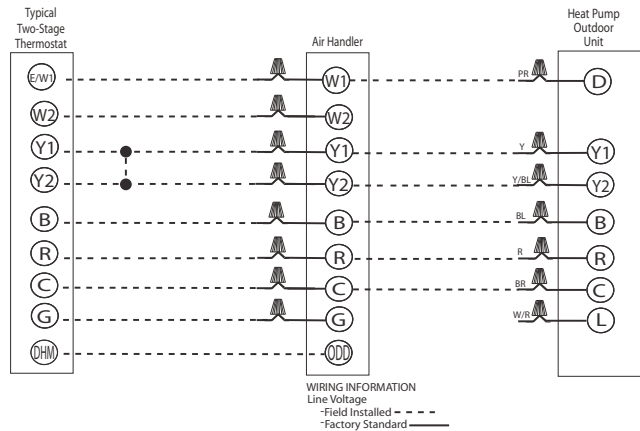 Typical
Two-Stage
Thermostat
Air Handler
Heat Pump
Outdoor
Unit
E/W1
W1
PR
D
W2
W2
Y1
Y1
Y
Y1
Y2
Y2
Y/BL
Y2
B
B
BL
B
R
R
R
R
C
C
BR
C
G
G
W/R
L
DHM
ODD
WIRING INFORMATION
Line Voltage
-Field Installed
-Factory Standard